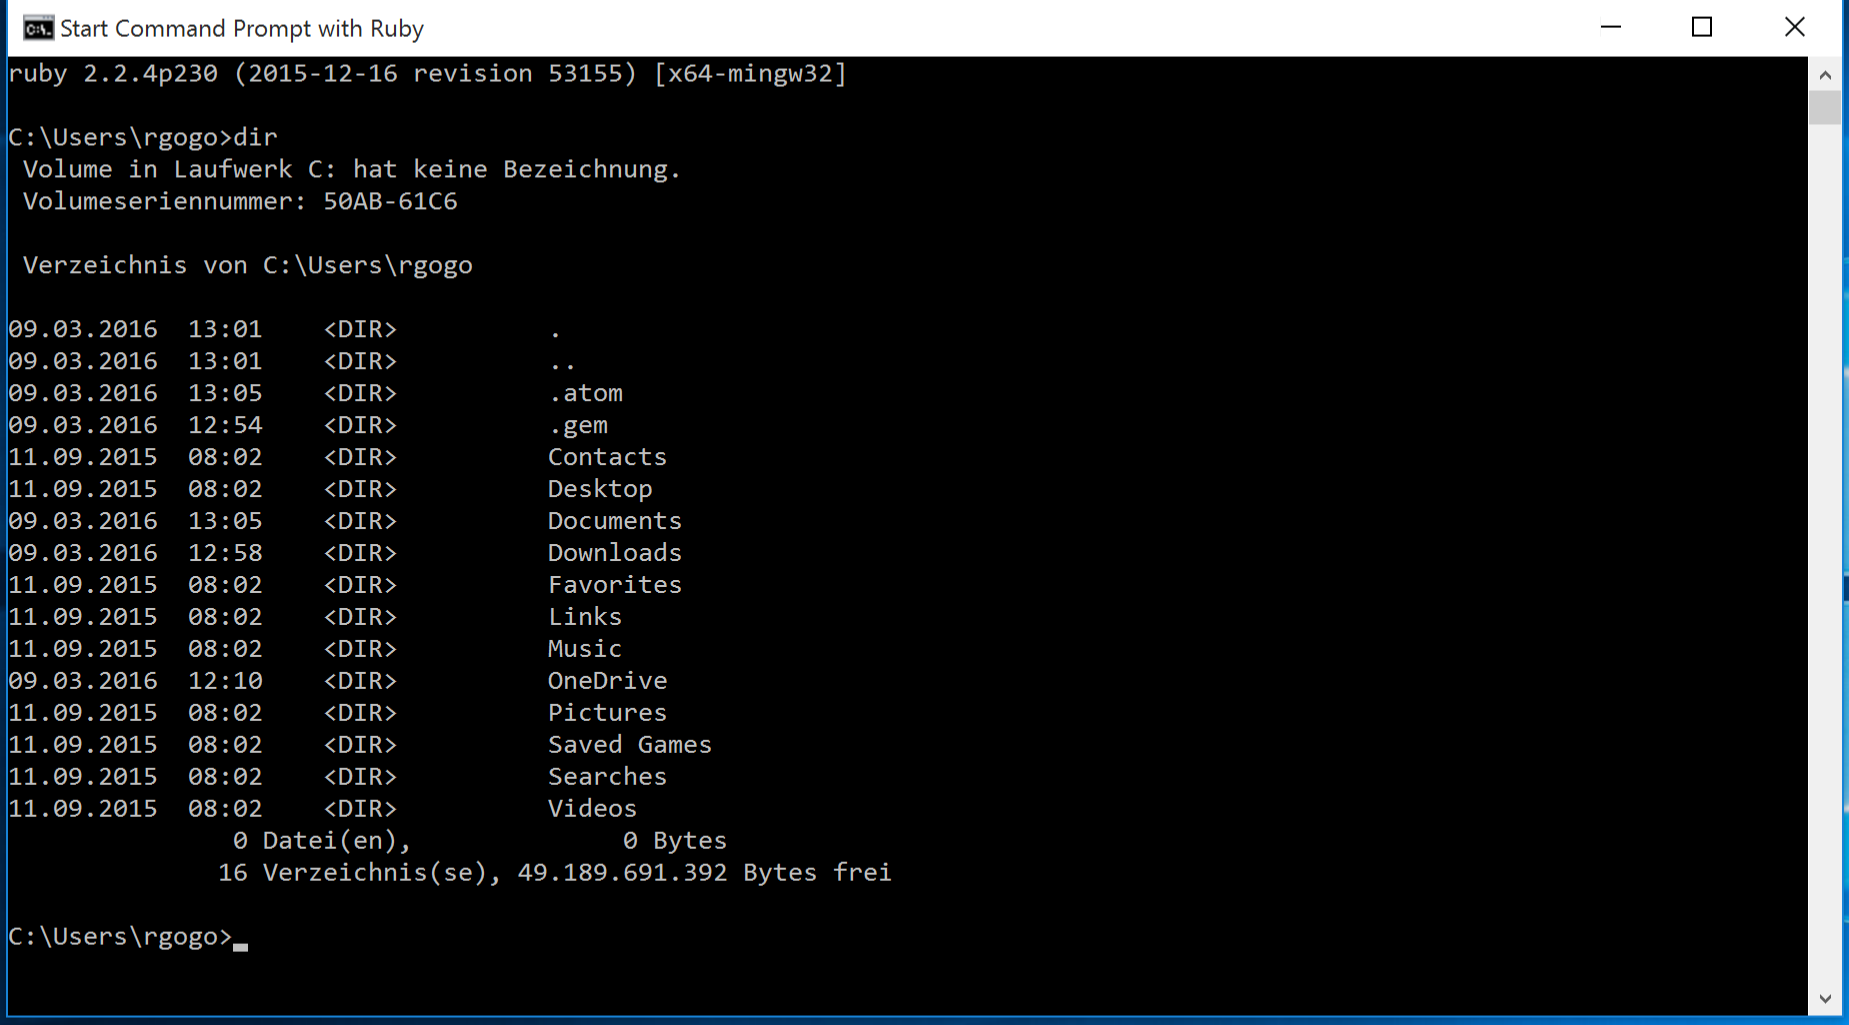 Start Command Prompt with Ruby
ruby 2.2.4p230 (2015-12-16 revision 53155) [x64-mingw32]
C:\Users\rgogo>dir
Volume in Laufwerk C: hat keine Bezeichnung.
Volumeseriennummer: 50AB-61C6
Verzeichnis von C:\Users\rgogo
09.03.2016  13:01    <DIR>          .
09.03.2016  13:01    <DIR>          ..
09.03.2016  13:05    <DIR>          .atom
09.03.2016  12:54    <DIR>          .gem
11.09.2015  08:02    <DIR>          Contacts
11.09.2015  08:02    <DIR>          Desktop
09.03.2016  13:05    <DIR>          Documents
09.03.2016  12:58    <DIR>          Downloads
11.09.2015  08:02    <DIR>          Favorites
11.09.2015  08:02    <DIR>          Links
11.09.2015  08:02    <DIR>          Music
09.03.2016  12:10    <DIR>          OneDrive
11.09.2015  08:02    <DIR>          Pictures
11.09.2015  08:02    <DIR>          Saved Games
11.09.2015  08:02    <DIR>          Searches
11.09.2015  08:02    <DIR>          Videos
0 Datei(en),              0 Bytes
16 Verzeichnis(se), 49.189.691.392 Bytes frei
C:\Users\rgogo>